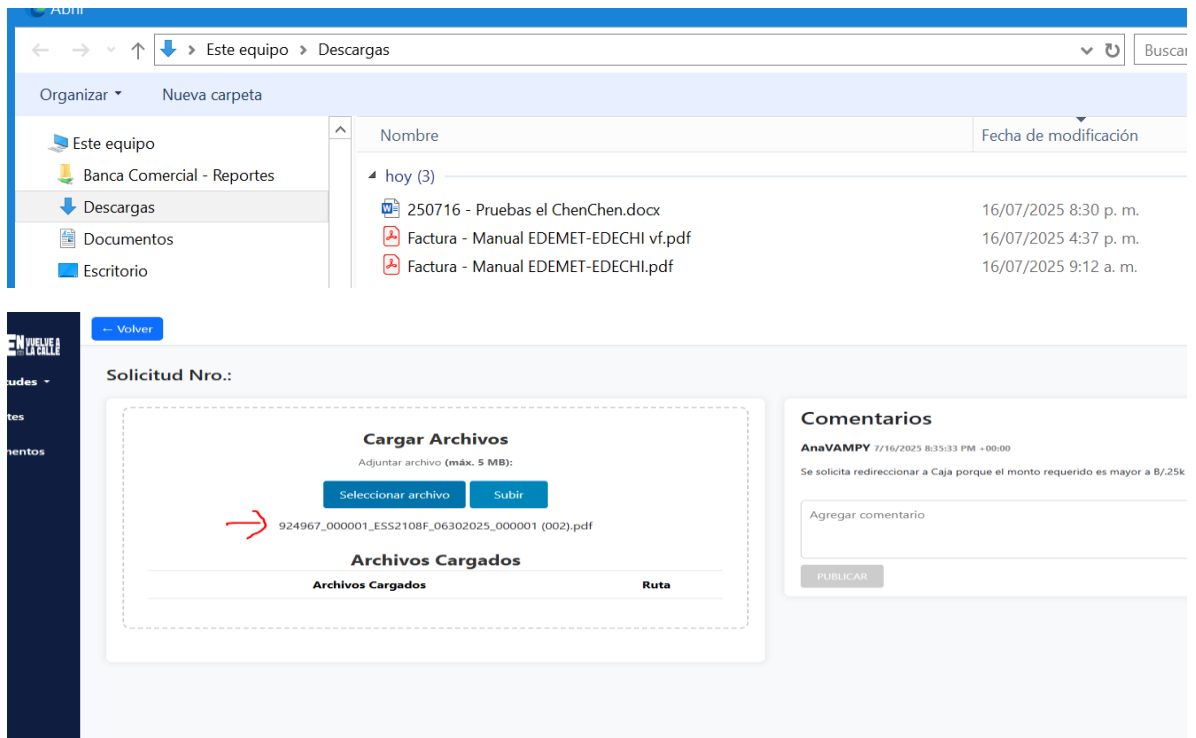 Abrir
Este equipo > Descargas
Buscar
Organizar
Nueva carpeta
Este equipo
Banca Comercial - Reportes
Descargas
Documentos
Escritorio
Nombre
Fecha de modificación
hoy (3)
250716 - Pruebas el ChenChen.docx
16/07/2025 8:30 p. m.
Factura - Manual EDEMET-EDECHI vf.pdf
16/07/2025 4:37 p. m.
Factura - Manual EDEMET-EDECHI.pdf
16/07/2025 9:12 a. m.
← Volver
EN VUELVE A
LA CALLE
tudes
tes
mentos
Solicitud Nro.:
Cargar Archivos
Adjuntar archivo (máx. 5 MB):
Seleccionar archivo
Subir
924967_000001_ESS2108F_06302025_000001 (002).pdf
Archivos Cargados
Archivos Cargados
Ruta
Comentarios
AnaVAMPY 7/16/2025 8:35:33 PM +00:00
Se solicita redireccionar a Caja porque el monto requerido es mayor a B/.25k
Agregar comentario
PUBLICAR